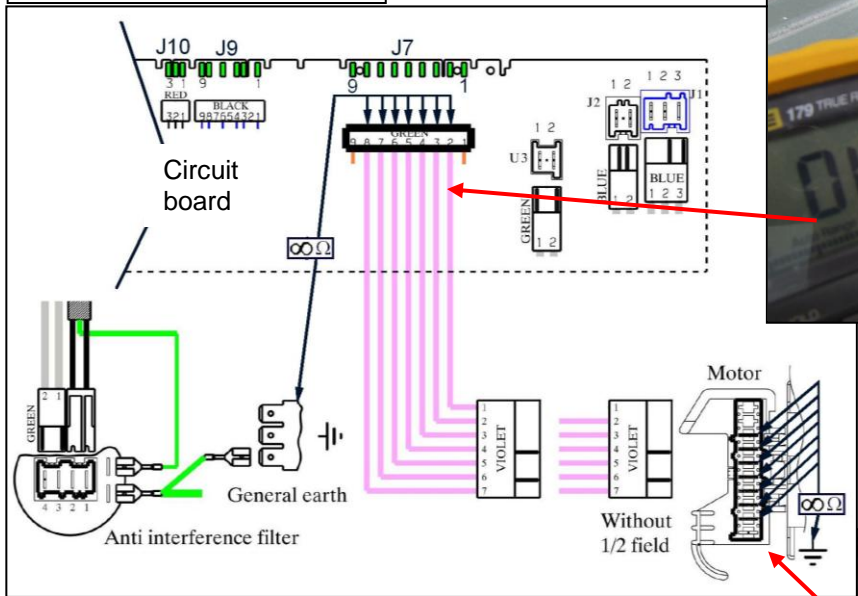 J10 J9 J7
3 1 9 1 9 1
RED
321
BLACK
987654321
GREEN
9 8 7 6 5 4 3 2 1
Circuit
board
∞Ω
1 2
U3
GREEN
1 2
1 2
J2
BLUE
1 2
1 2 3
J1
BLUE
1 2 3
179 TRUE R
2 1
GREEN
4 3 2 1
Anti interference filter
General earth
1
2
3
4
5
6
7
VIOLET
1
2
3
4
5
6
7
VIOLET
Without
1/2 field
Motor
∞Ω